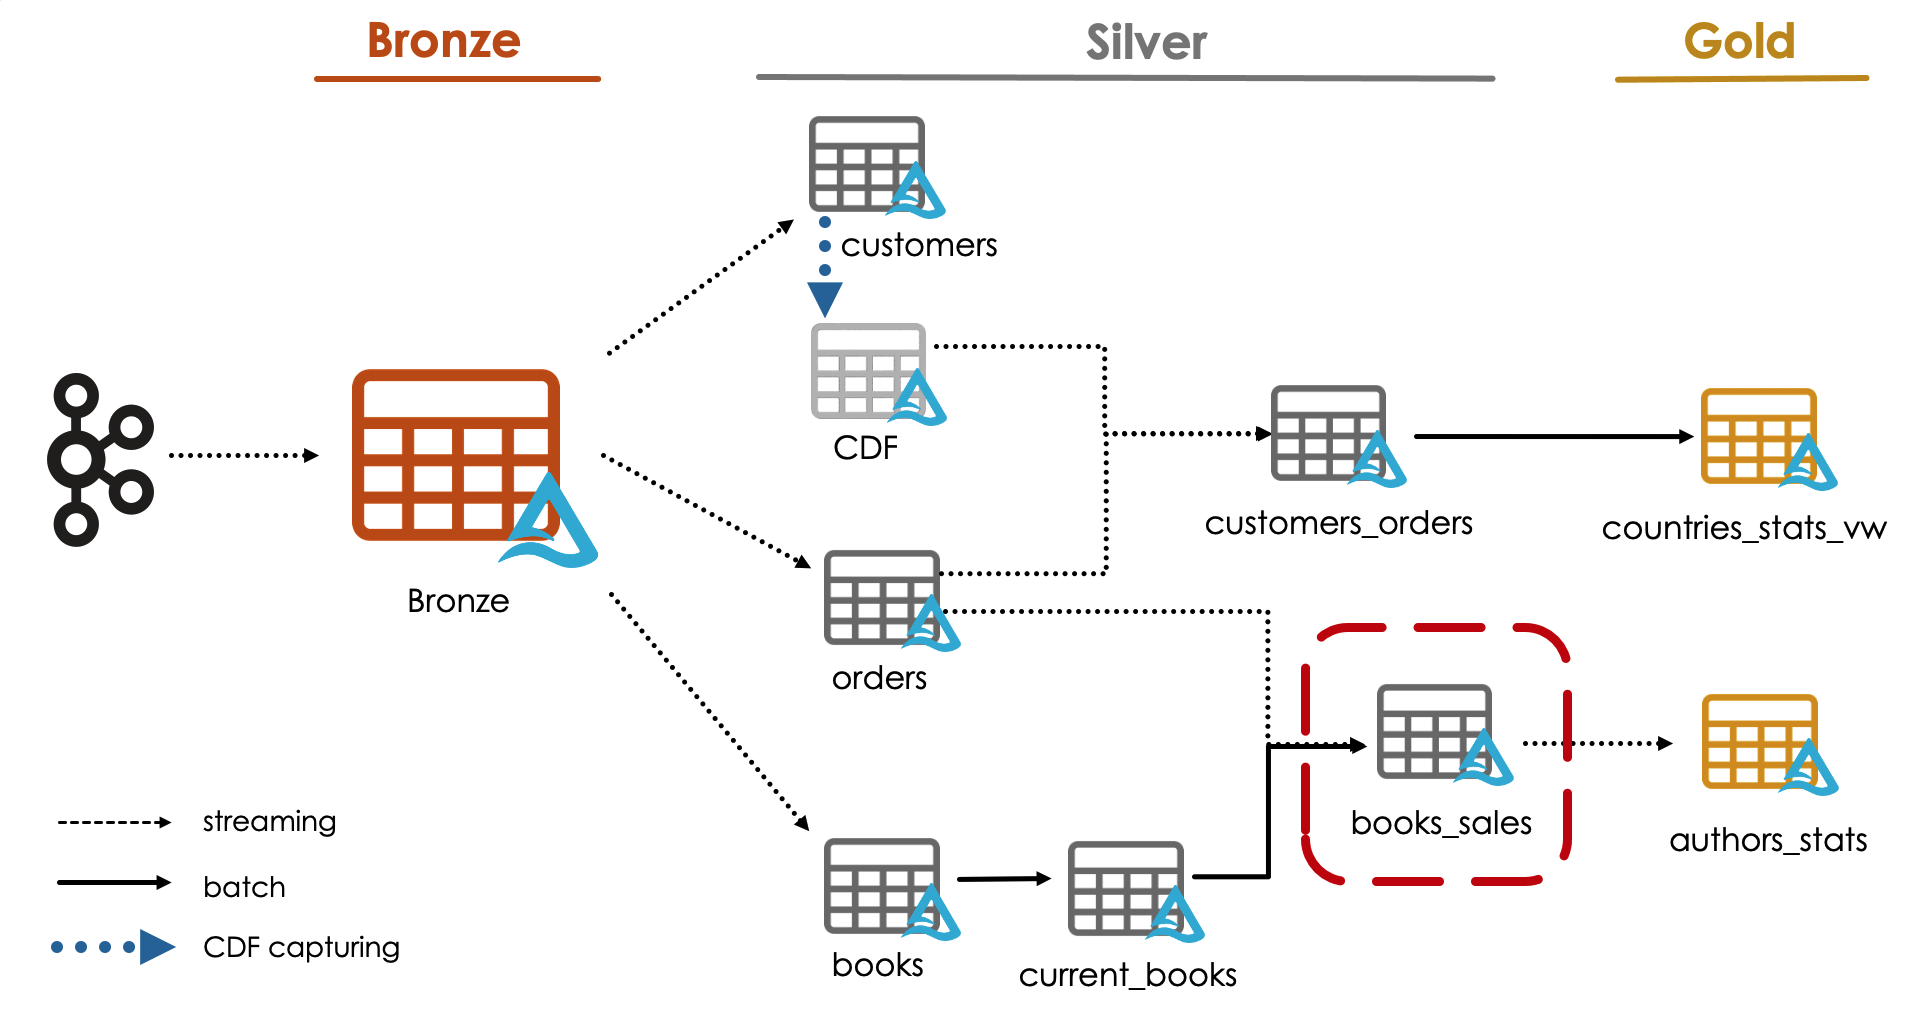 Bronze
Silver
Gold
customers
CDF
customers_orders
countries_stats_vw
Bronze
orders
books_sales
authors_stats
books
current_books
streaming
batch
CDF capturing